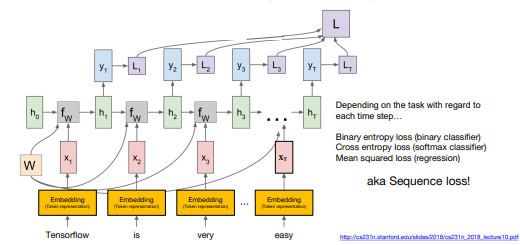 L
y1 L1 y2 L2 y3 L3 yT LT
h0 fW h1 fW h2 fW h3 ... hT
Depending on the task with regard to
each time step…
Binary entropy loss (binary classifier)
Cross entropy loss (softmax classifier)
Mean squared loss (regression)
aka Sequence loss!
W x1 x2 x3 xT
Embedding Embedding Embedding ... Embedding
(Token representation) (Token representation) (Token representation) (Token representation)
Tensorflow is very easy
http://cs231n.stanford.edu/slides/2018/cs231n_2018_lecture10.pdf